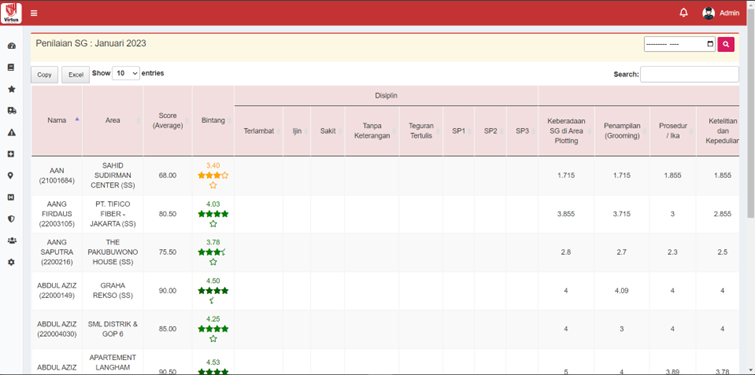 Virtus
Admin
Penilaian SG : Januari 2023
--------- ----
Copy
Excel
Show 10 entries
Search:
Disiplin
Nama
Area
Score
(Average)
Bintang
Terlambat
Ijin
Sakit
Tanpa
Keterangan
Teguran
Tertulis
SP1
SP2
SP3
Keberadaan
SG di Area
Plotting
Penampilan
(Grooming)
Prosedur
/ Ika
Ketelitian
dan
Kepedulian
AAN
(21001684)
SAHID
SUDIRMAN
CENTER (SS)
68.00
3.40
1.715
1.715
1.855
1.855
AANG
FIRDAUS
(22003105)
PT. TIFICO
FIBER -
JAKARTA (SS)
80.50
4.03
3.855
3.715
3
2.855
AANG
SAPUTRA
(2200216)
THE
PAKUBUWONO
HOUSE (SS)
75.50
3.78
2.8
2.7
2.3
2.5
ABDUL AZIZ
(22000149)
GRAHA
REKSO (SS)
90.00
4.50
4
4.09
4
4
ABDUL AZIZ
(220004030)
SML DISTRIK &
GOP 6
85.00
4.25
4
3
4
4
ABDUL AZIZ
APARTEMENT
LANGHAM
90.50
4.53
5
4
3.89
3.78